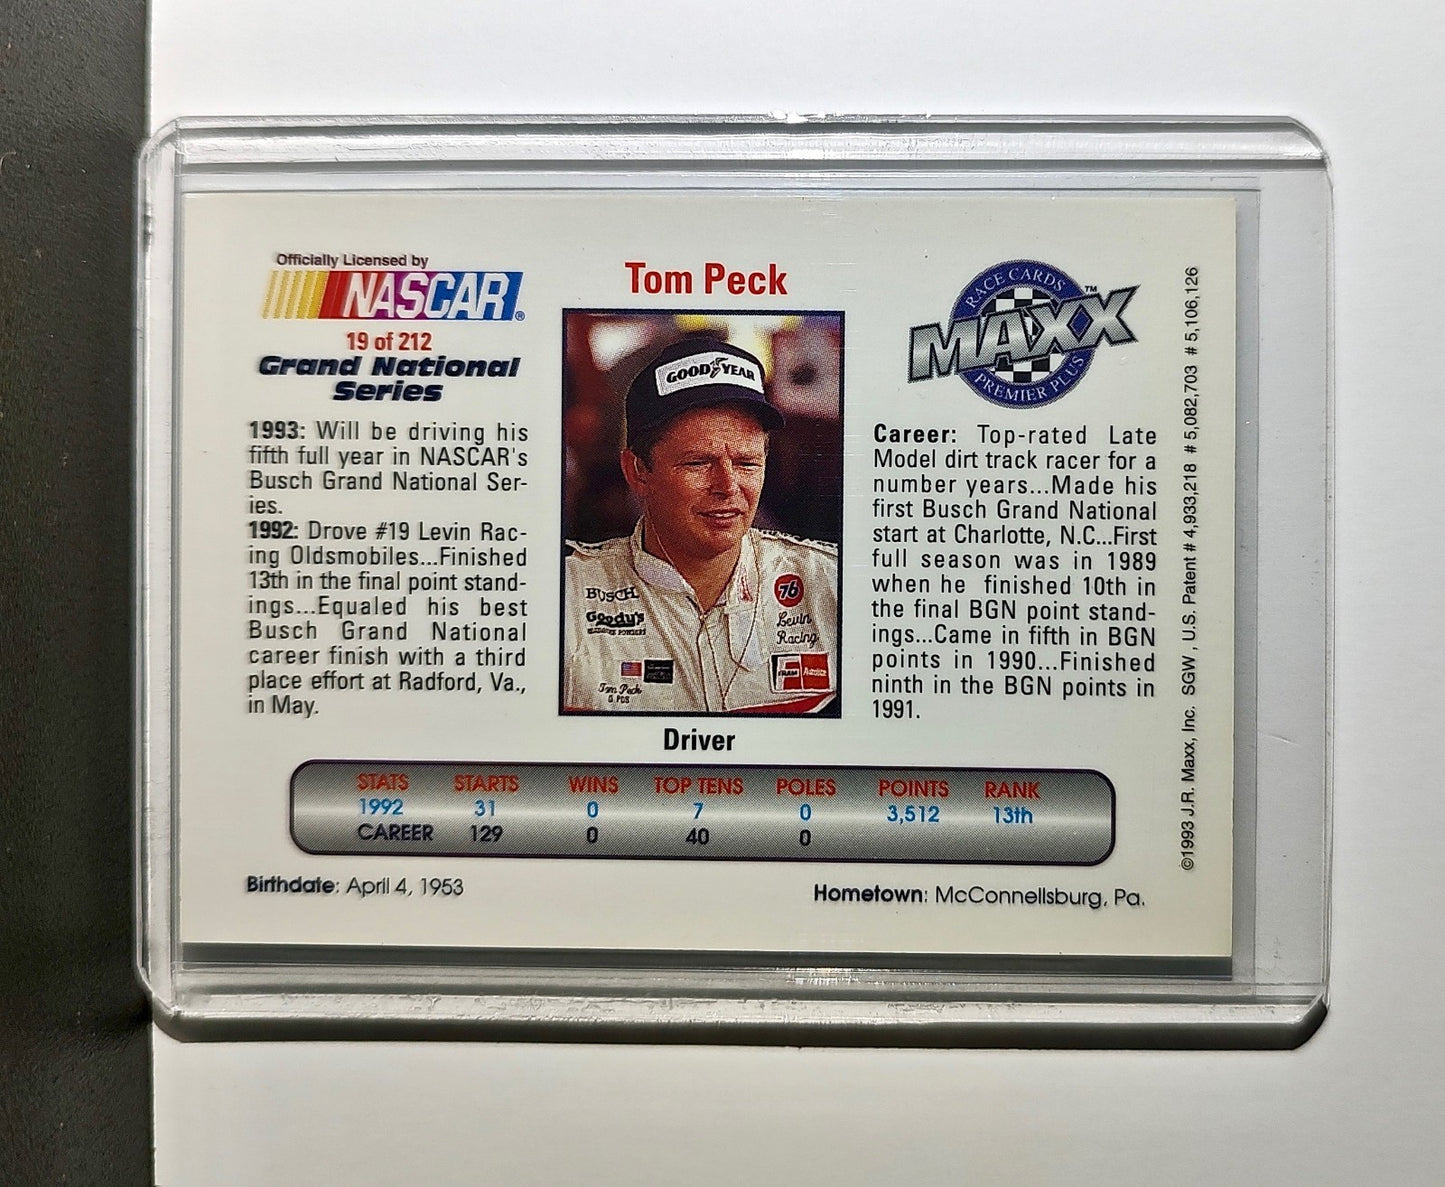 Officially Licensed by
NASCAR®
19 of 212
Grand National
Series
1993: Will be driving his
fifth full year in NASCAR's
Busch Grand National Ser-
ies.
1992: Drove #19 Levin Rac-
ing Oldsmobiles...Finished
13th in the final point stand-
ings...Equaled his best
Busch Grand National
career finish with a third
place effort at Radford, Va.,
in May.
Tom Peck
GOODYEAR
BUSCH
Goody's
HEADACHE POWDERS
Tom Peck
O POS
76
Levin
Racing
FRAM Autolite
Driver
RACE CARDS
MAXX™
PREMIER PLUS
Career: Top-rated Late
Model dirt track racer for a
number years...Made his
first Busch Grand National
start at Charlotte, N.C...First
full season was in 1989
when he finished 10th in
the final BGN point stand-
ings...Came in fifth in BGN
points in 1990...Finished
ninth in the BGN points in
1991.
STATS STARTS WINS TOP TENS POLES POINTS RANK
1992 31 0 7 0 3,512 13th
CAREER 129 0 40 0
Birthdate: April 4, 1953
Hometown: McConnellsburg, Pa.
©1993 J.R. Maxx, Inc. SGW, U.S. Patent # 4,933,218 # 5,082,703 # 5,106,126